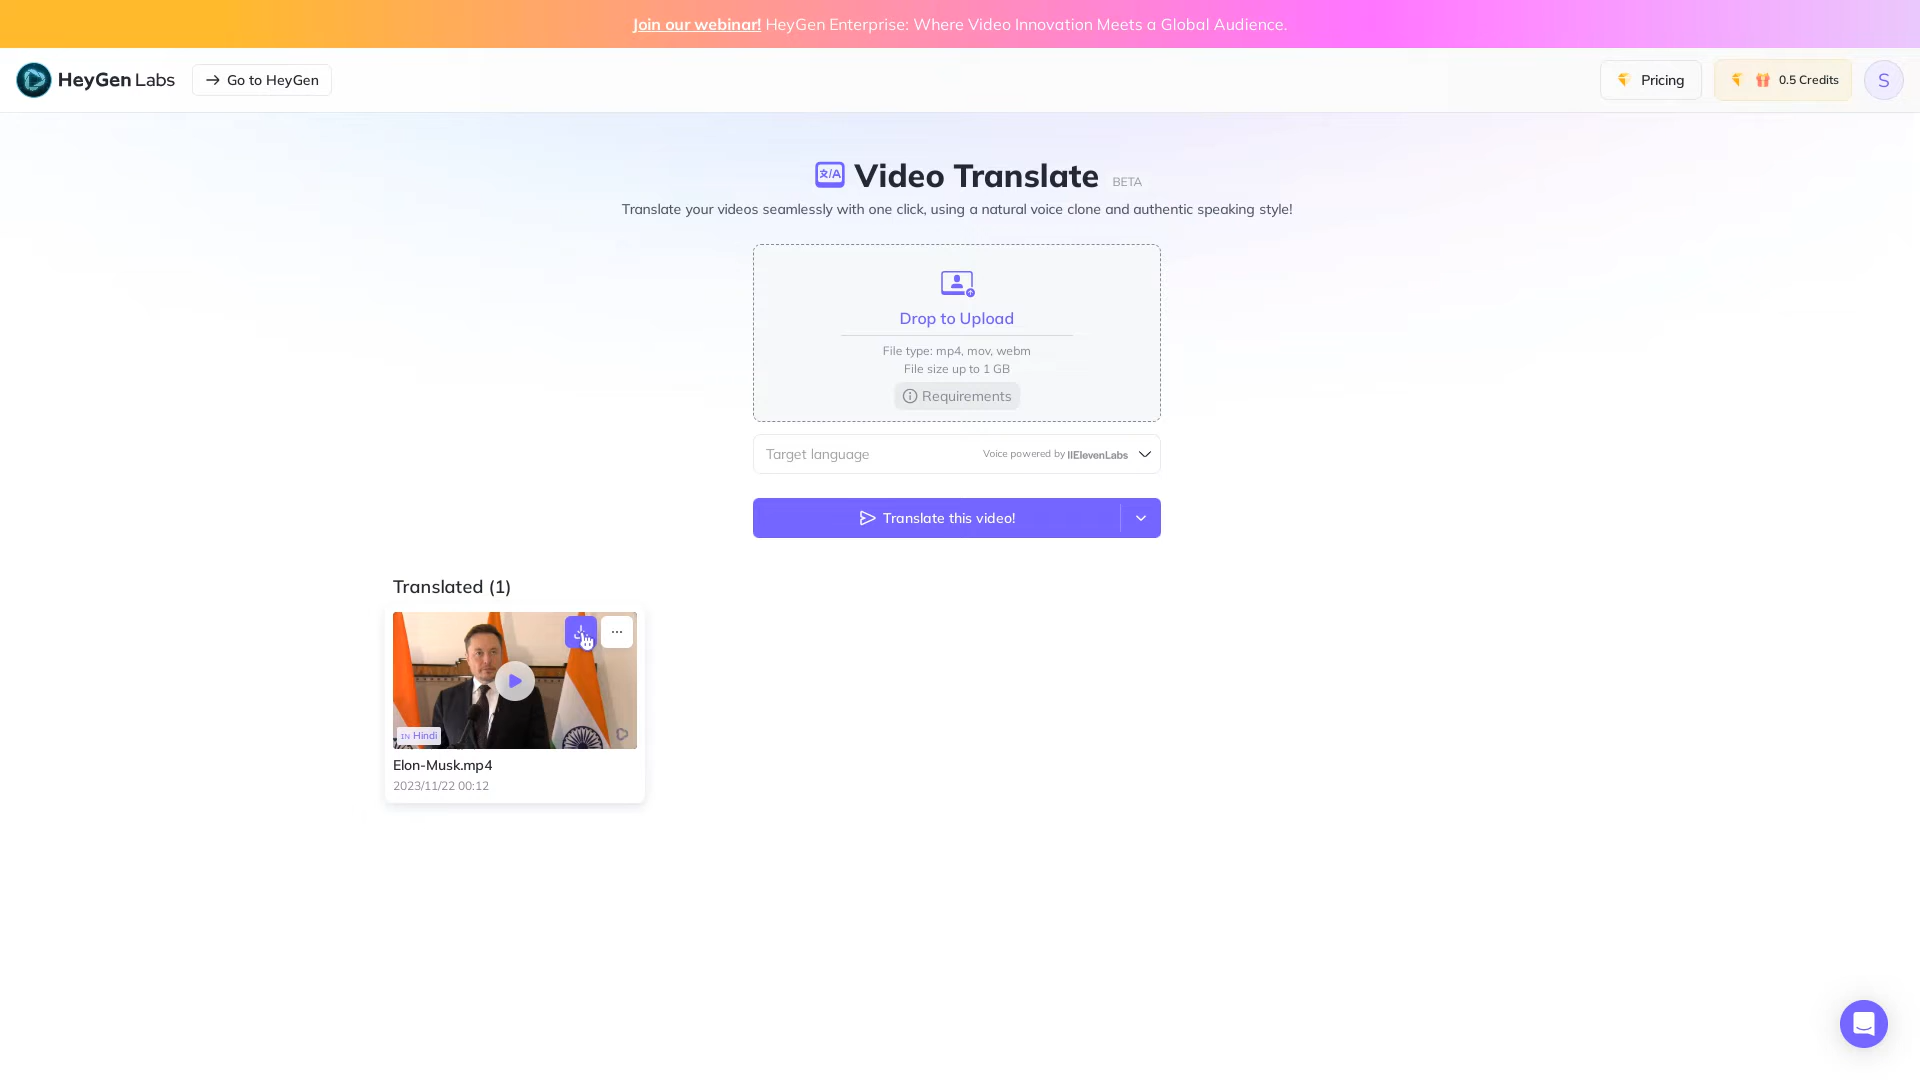 Join our webinar! HeyGen Enterprise: Where Video Innovation Meets a Global Audience.
HeyGen Labs
Go to HeyGen
Pricing
0.5 Credits
S
文/A Video Translate BETA
Translate your videos seamlessly with one click, using a natural voice clone and authentic speaking style!
Drop to Upload
File type: mp4, mov, webm
File size up to 1 GB
Requirements
Target language
Voice powered by IIElevenLabs
Translate this video!
Translated (1)
IN Hindi
Elon-Musk.mp4
2023/11/22 00:12